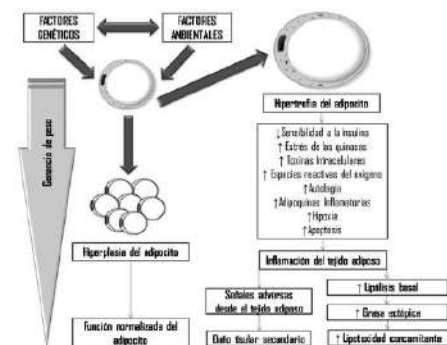 FACTORES
GENÉTICOS
FACTORES
AMBIENTALES
Ganancia de peso
Hipertrofia del adipocito
↓Sensibilidad a la insulina
↑ Estrés de las quinasas
↑ Toxinas Intracelulares
↑ Especies reactivas del oxígeno
↑Autofagia
↑Adipoquinas Inflamatorias
↑Hipoxia
↑Apoptosis
Hiperplasia del adipocito
Inflamación del tejido adiposo
Señales adversas
desde el tejido adiposo
↑ Lipólisis basal
↑ Grasa ectópica
Función normalizada del
adipocito
Daño tisular secundario
↑ Lipotoxidad concomitante